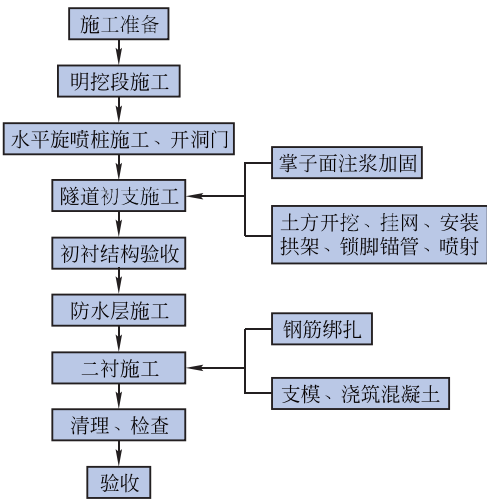 施工准备
明挖段施工
水平旋喷桩施工、开洞门
掌子面注浆加固
隧道初支施工
土方开挖、挂网、安装
拱架、锁脚锚管、喷射
初衬结构验收
防水层施工
钢筋绑扎
二衬施工
支模、浇筑混凝土
清理、检查
验收